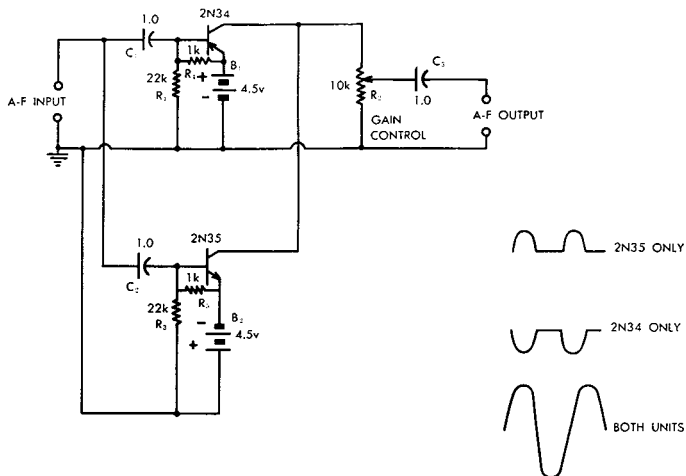 2N34
1.0
C1
1k
R4
B1
+
-
4.5v
22k
R1
A-F INPUT
10k
R2
GAIN
CONTROL
C3
1.0
A-F OUTPUT
2N35
1.0
C2
1k
R5
22k
R3
B2
-
+
4.5v
2N35 ONLY
2N34 ONLY
BOTH UNITS